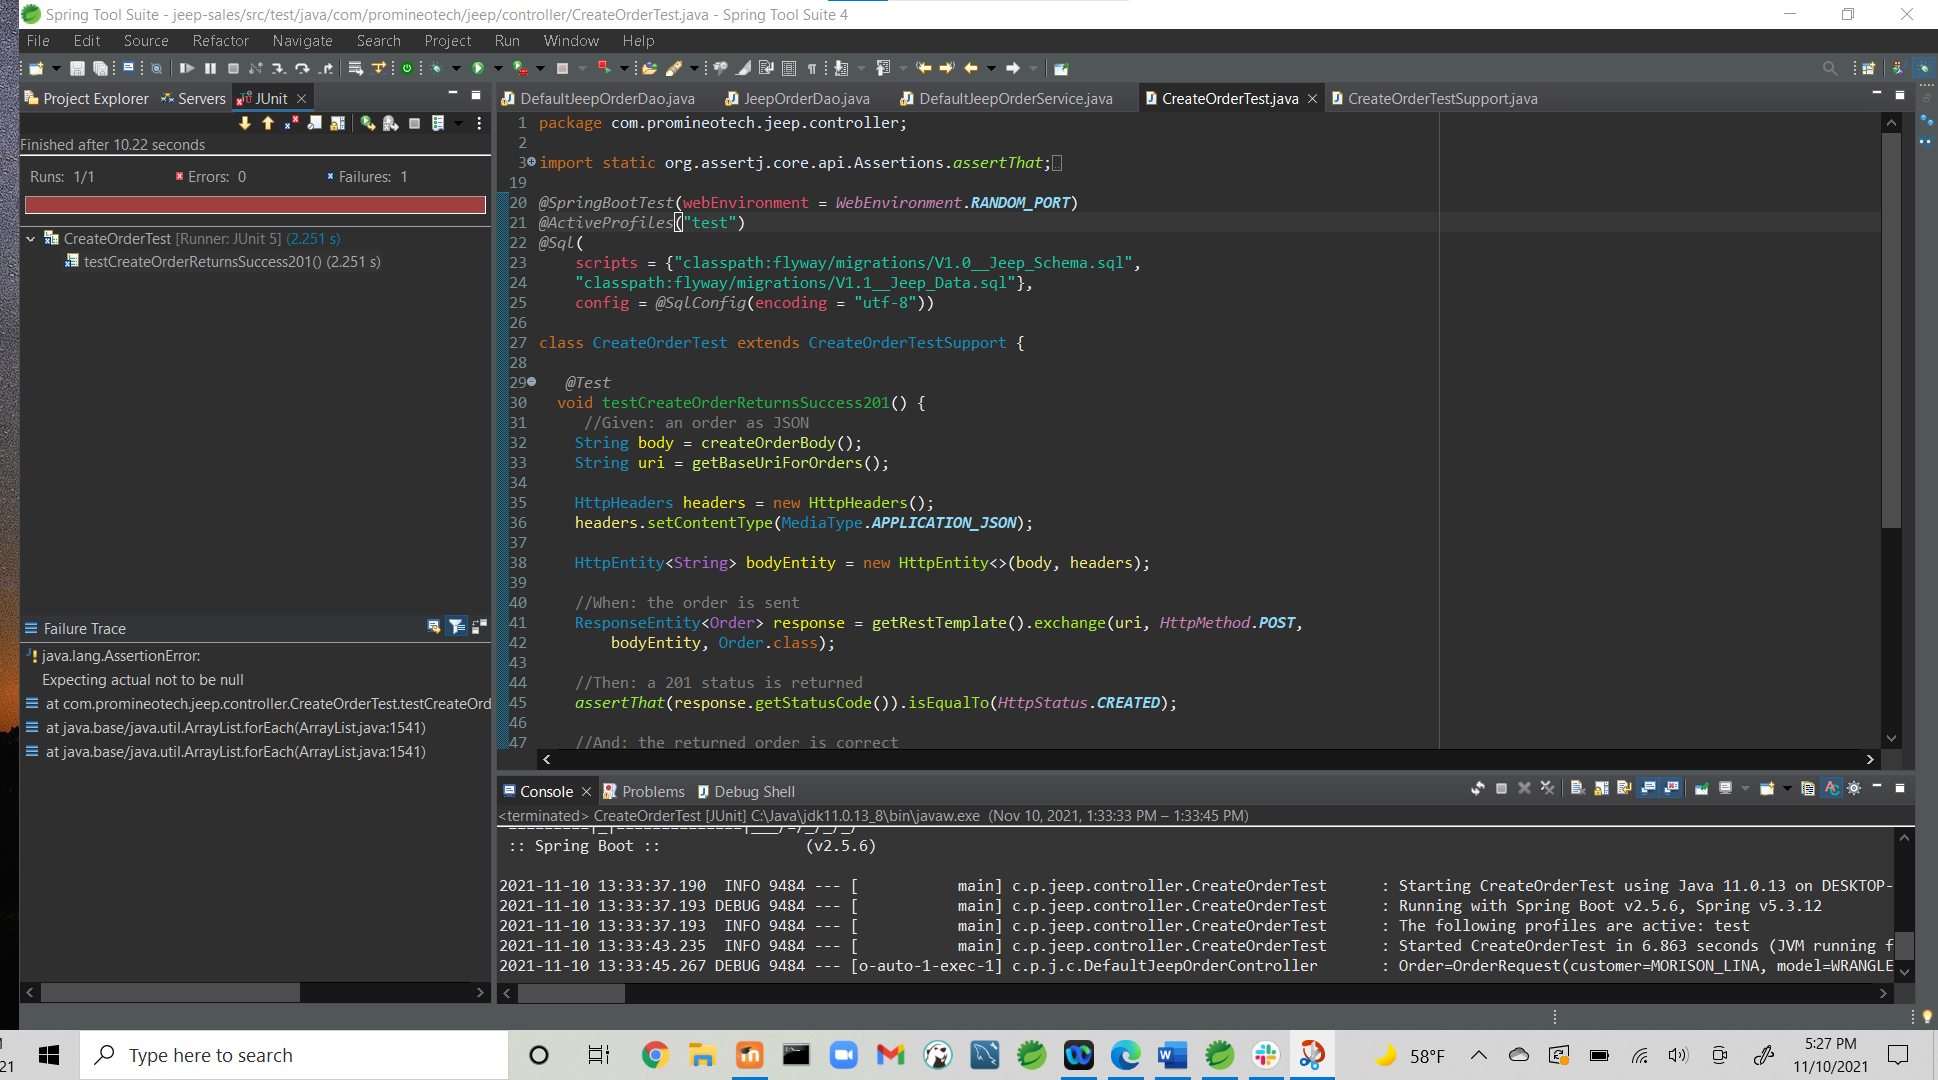 Spring Tool Suite - jeep-sales/src/test/java/com/promineotech/jeep/controller/CreateOrderTest.java - Spring Tool Suite 4
File Edit Source Refactor Navigate Search Project Run Window Help
Project Explorer Servers JUnit
Finished after 10.22 seconds
Runs: 1/1 Errors: 0 Failures: 1
CreateOrderTest [Runner: JUnit 5] (2.251 s)
testCreateOrderReturnsSuccess201() (2.251 s)
Failure Trace
java.lang.AssertionError:
Expecting actual not to be null
at com.promineotech.jeep.controller.CreateOrderTest.testCreateOrd
at java.base/java.util.ArrayList.forEach(ArrayList.java:1541)
at java.base/java.util.ArrayList.forEach(ArrayList.java:1541)
DefaultJeepOrderDao.java JeepOrderDao.java DefaultJeepOrderService.java CreateOrderTest.java CreateOrderTestSupport.java
1 package com.promineotech.jeep.controller;
2
3 import static org.assertj.core.api.Assertions.assertThat;
19
20 @SpringBootTest(webEnvironment = WebEnvironment.RANDOM_PORT)
21 @ActiveProfiles("test")
22 @Sql(
23 scripts = {"classpath:flyway/migrations/V1.0__Jeep_Schema.sql",
24 "classpath:flyway/migrations/V1.1__Jeep_Data.sql"},
25 config = @SqlConfig(encoding = "utf-8"))
26
27 class CreateOrderTest extends CreateOrderTestSupport {
28
29 @Test
30 void testCreateOrderReturnsSuccess201() {
31 //Given: an order as JSON
32 String body = createOrderBody();
33 String uri = getBaseUriForOrders();
34
35 HttpHeaders headers = new HttpHeaders();
36 headers.setContentType(MediaType.APPLICATION_JSON);
37
38 HttpEntity<String> bodyEntity = new HttpEntity<>(body, headers);
39
40 //When: the order is sent
41 ResponseEntity<Order> response = getRestTemplate().exchange(uri, HttpMethod.POST,
42 bodyEntity, Order.class);
43
44 //Then: a 201 status is returned
45 assertThat(response.getStatusCode()).isEqualTo(HttpStatus.CREATED);
46
47 //And: the returned order is correct
Console Problems Debug Shell
<terminated> CreateOrderTest [JUnit] C:\Java\jdk11.0.13_8\bin\javaw.exe (Nov 10, 2021, 1:33:33 PM – 1:33:45 PM)
=========|_|==============|___/=/_/_/_/
:: Spring Boot :: (v2.5.6)
2021-11-10 13:33:37.190 INFO 9484 --- [ main] c.p.jeep.controller.CreateOrderTest : Starting CreateOrderTest using Java 11.0.13 on DESKTOP-
2021-11-10 13:33:37.193 DEBUG 9484 --- [ main] c.p.jeep.controller.CreateOrderTest : Running with Spring Boot v2.5.6, Spring v5.3.12
2021-11-10 13:33:37.193 INFO 9484 --- [ main] c.p.jeep.controller.CreateOrderTest : The following profiles are active: test
2021-11-10 13:33:43.235 INFO 9484 --- [ main] c.p.jeep.controller.CreateOrderTest : Started CreateOrderTest in 6.863 seconds (JVM running f
2021-11-10 13:33:45.267 DEBUG 9484 --- [o-auto-1-exec-1] c.p.j.c.DefaultJeepOrderController : Order=OrderRequest(customer=MORISON_LINA, model=WRANGLE
21
Type here to search
58°F
5:27 PM
11/10/2021